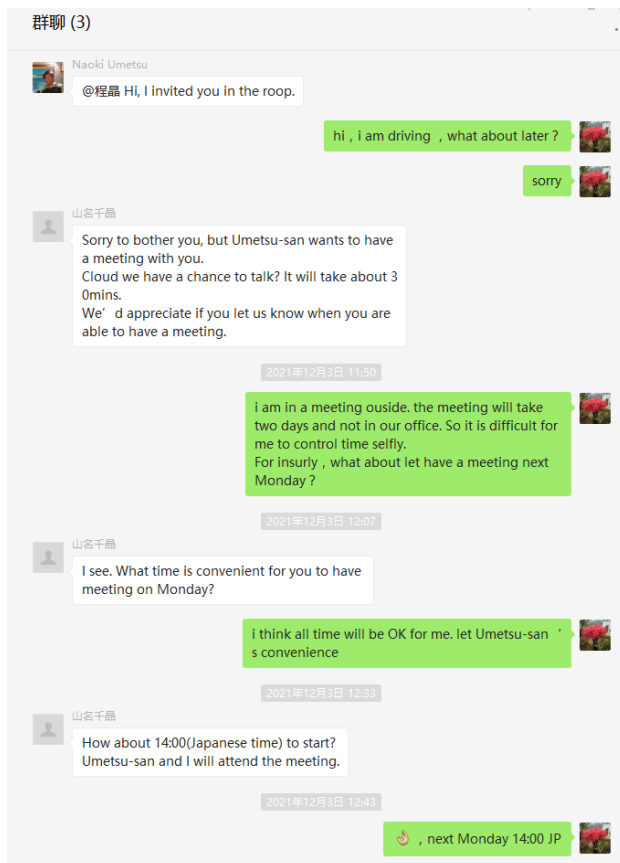 群聊 (3)
Naoki Umetsu
@程晶 Hi, I invited you in the roop.
hi，i am driving ，what about later？
sorry
山名千晶
Sorry to bother you, but Umetsu-san wants to have
a meeting with you.
Cloud we have a chance to talk? It will take about 3
0mins.
We’d appreciate if you let us know when you are
able to have a meeting.
2021年12月3日 11:50
i am in a meeting ouside. the meeting will take
two days and not in our office. So it is difficult for
me to control time selfly.
For insurly，what about let have a meeting next
Monday？
2021年12月3日 12:07
山名千晶
I see. What time is convenient for you to have
meeting on Monday?
i think all time will be OK for me. let Umetsu-san ‘
s convenience
2021年12月3日 12:33
山名千晶
How about 14:00(Japanese time) to start?
Umetsu-san and I will attend the meeting.
2021年12月3日 12:43
👌🏼，next Monday 14:00 JP